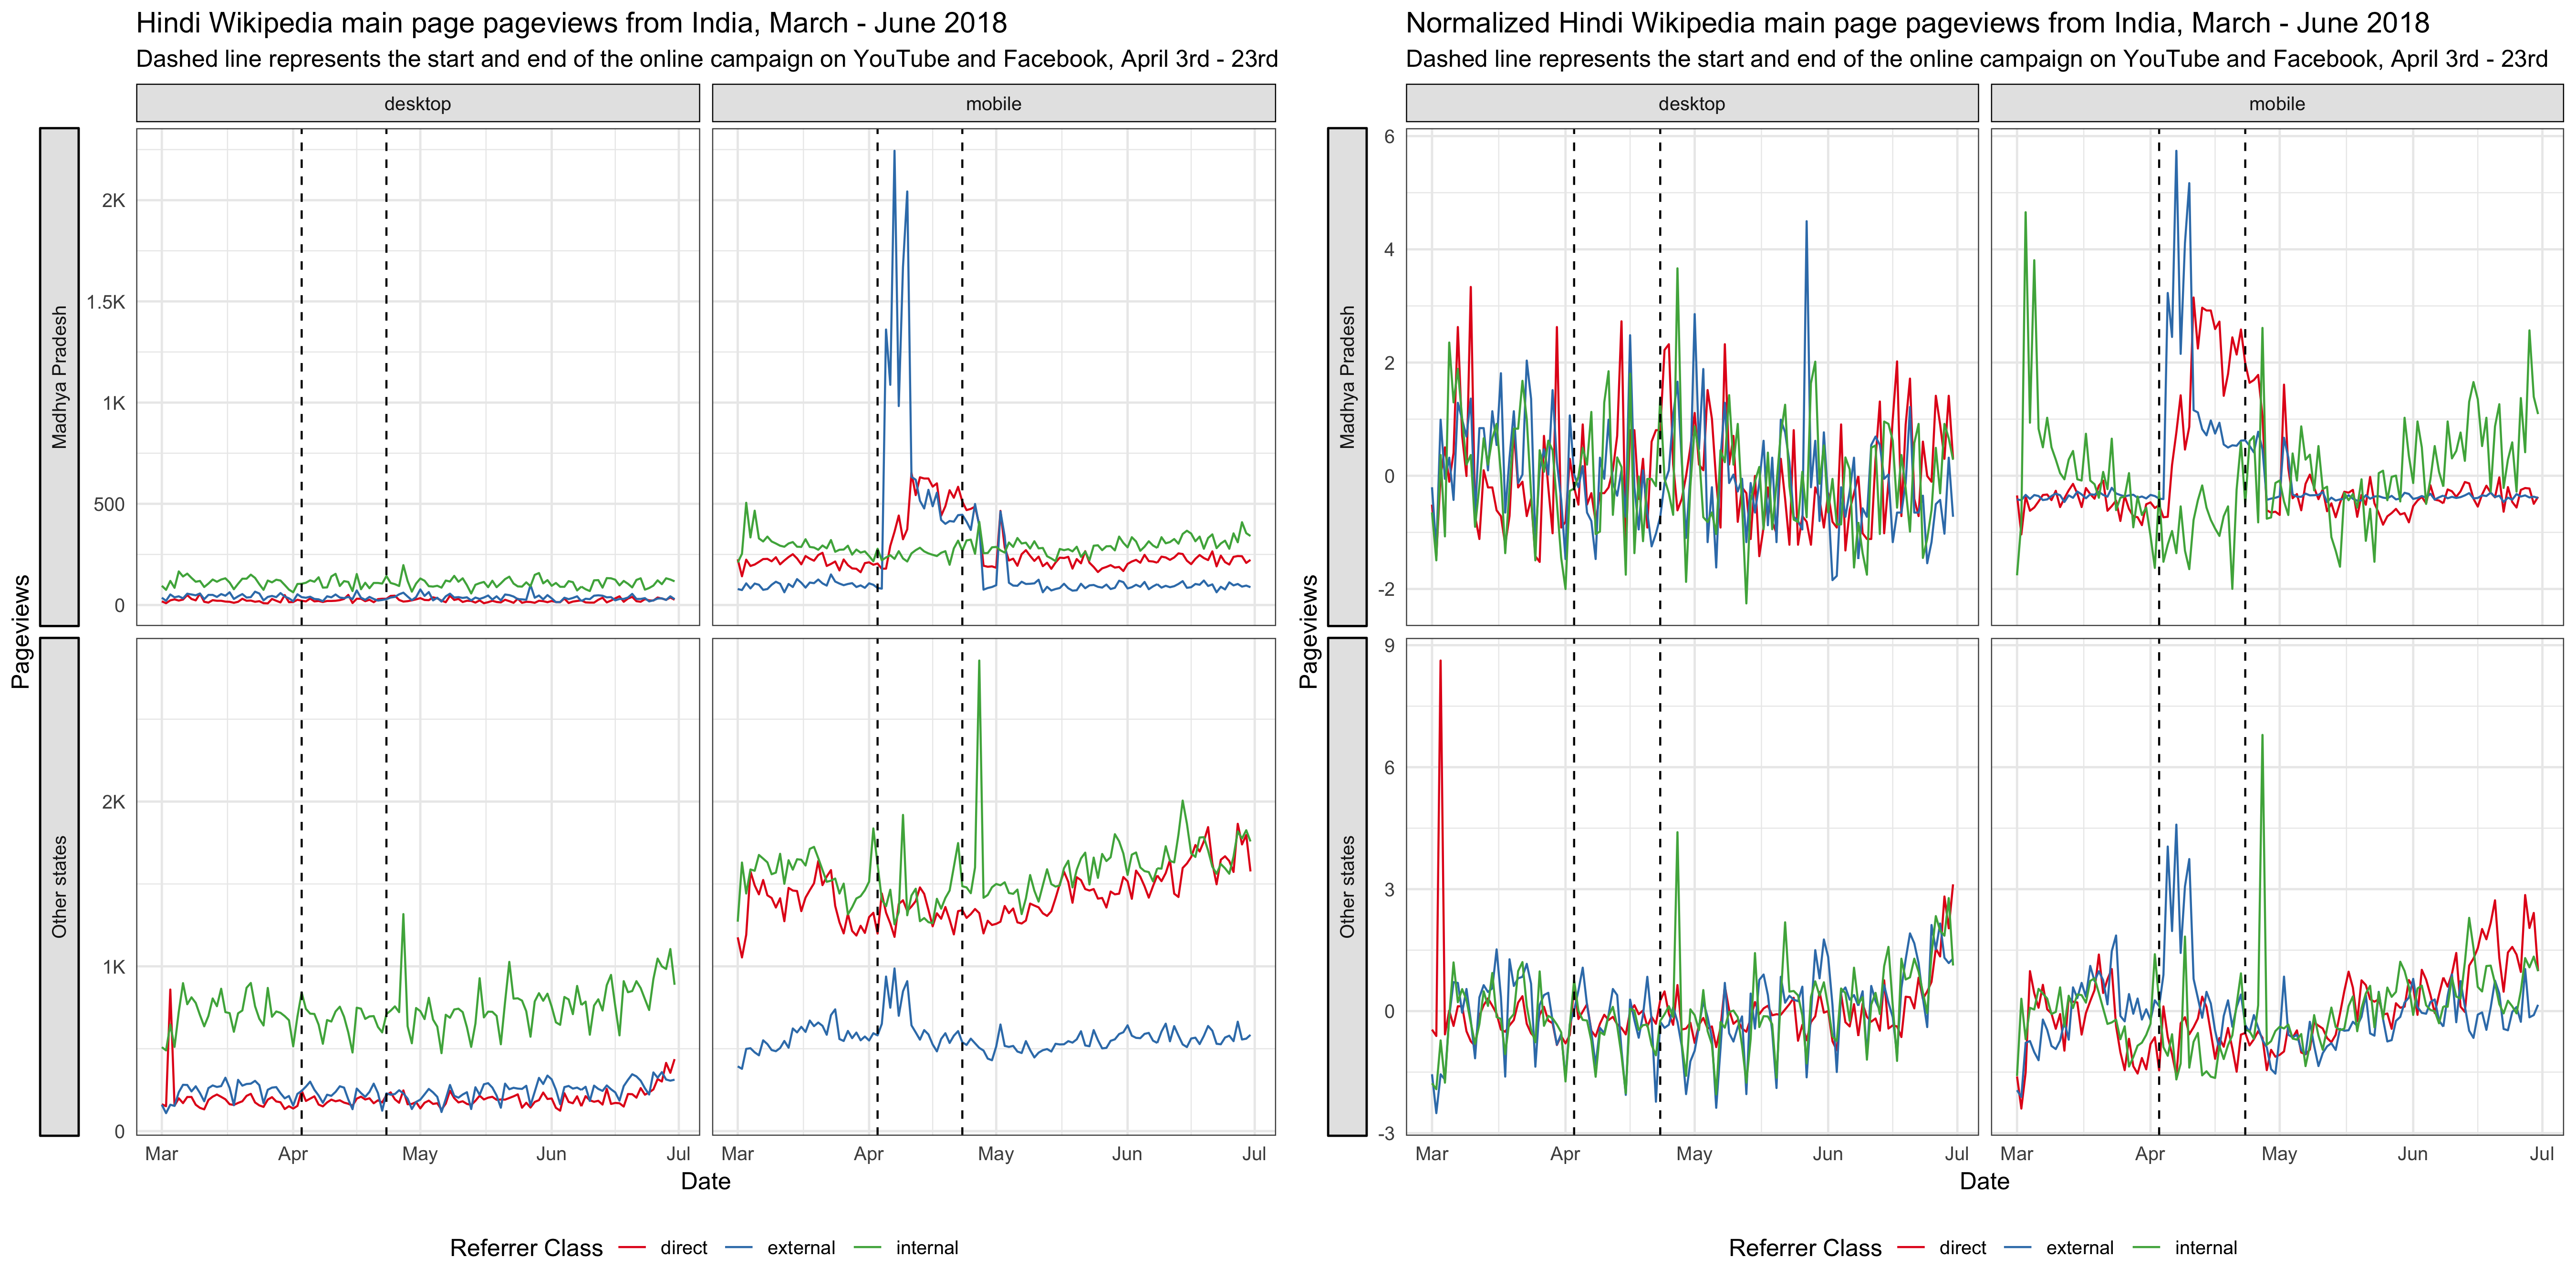 Hindi Wikipedia main page pageviews from India, March - June 2018
Dashed line represents the start and end of the online campaign on YouTube and Facebook, April 3rd - 23rd
desktop
mobile
Madhya Pradesh
2K
1.5K
1K
500
0
Other states
2K
1K
0
Pageviews
Mar Apr May Jun Jul
Mar Apr May Jun Jul
Date
Referrer Class direct external internal
Normalized Hindi Wikipedia main page pageviews from India, March - June 2018
Dashed line represents the start and end of the online campaign on YouTube and Facebook, April 3rd - 23rd
desktop
mobile
Madhya Pradesh
6
4
2
0
-2
Other states
9
6
3
0
-3
Pageviews
Mar Apr May Jun Jul
Mar Apr May Jun Jul
Date
Referrer Class direct external internal